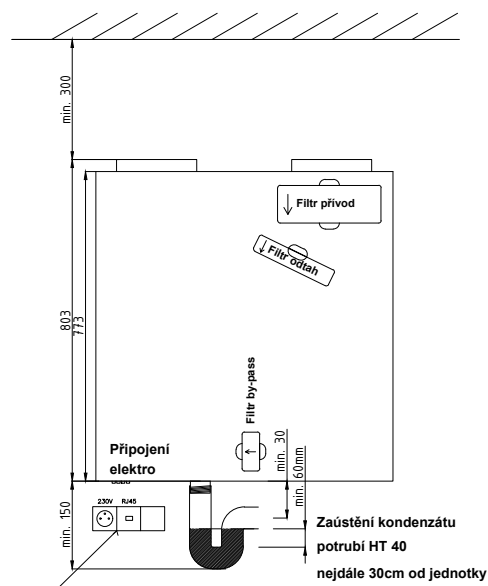 min. 300
Filtr přívod
Filtr odtah
803
773
Filtr by-pass
Připojení
elektro
min. 30
min. 60mm
230V RJ45
min. 150
Zaústění kondenzátu
potrubí HT 40
nejdále 30cm od jednotky